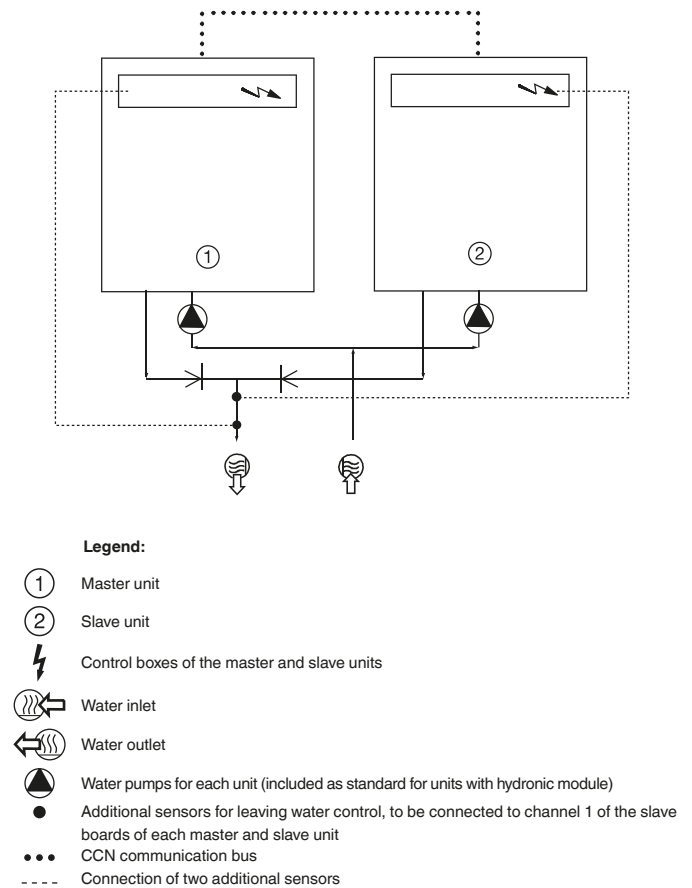 1
2
Legend:
1 Master unit
2 Slave unit
Control boxes of the master and slave units
Water inlet
Water outlet
Water pumps for each unit (included as standard for units with hydronic module)
Additional sensors for leaving water control, to be connected to channel 1 of the slave
boards of each master and slave unit
CCN communication bus
Connection of two additional sensors